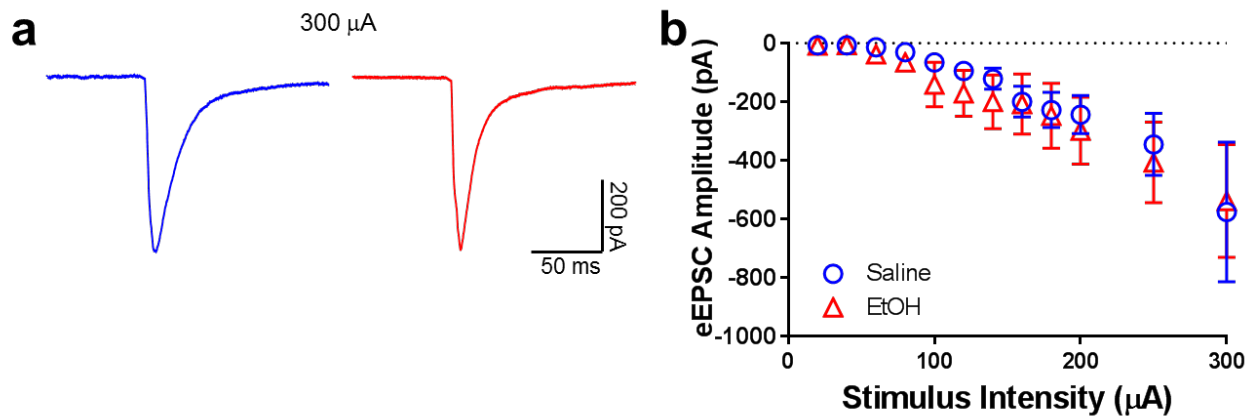 a
300 μA
200 pA
50 ms
b
eEPSC Amplitude (pA)
0
-200
-400
-600
-800
-1000
Saline
EtOH
0
100
200
300
Stimulus Intensity (μA)